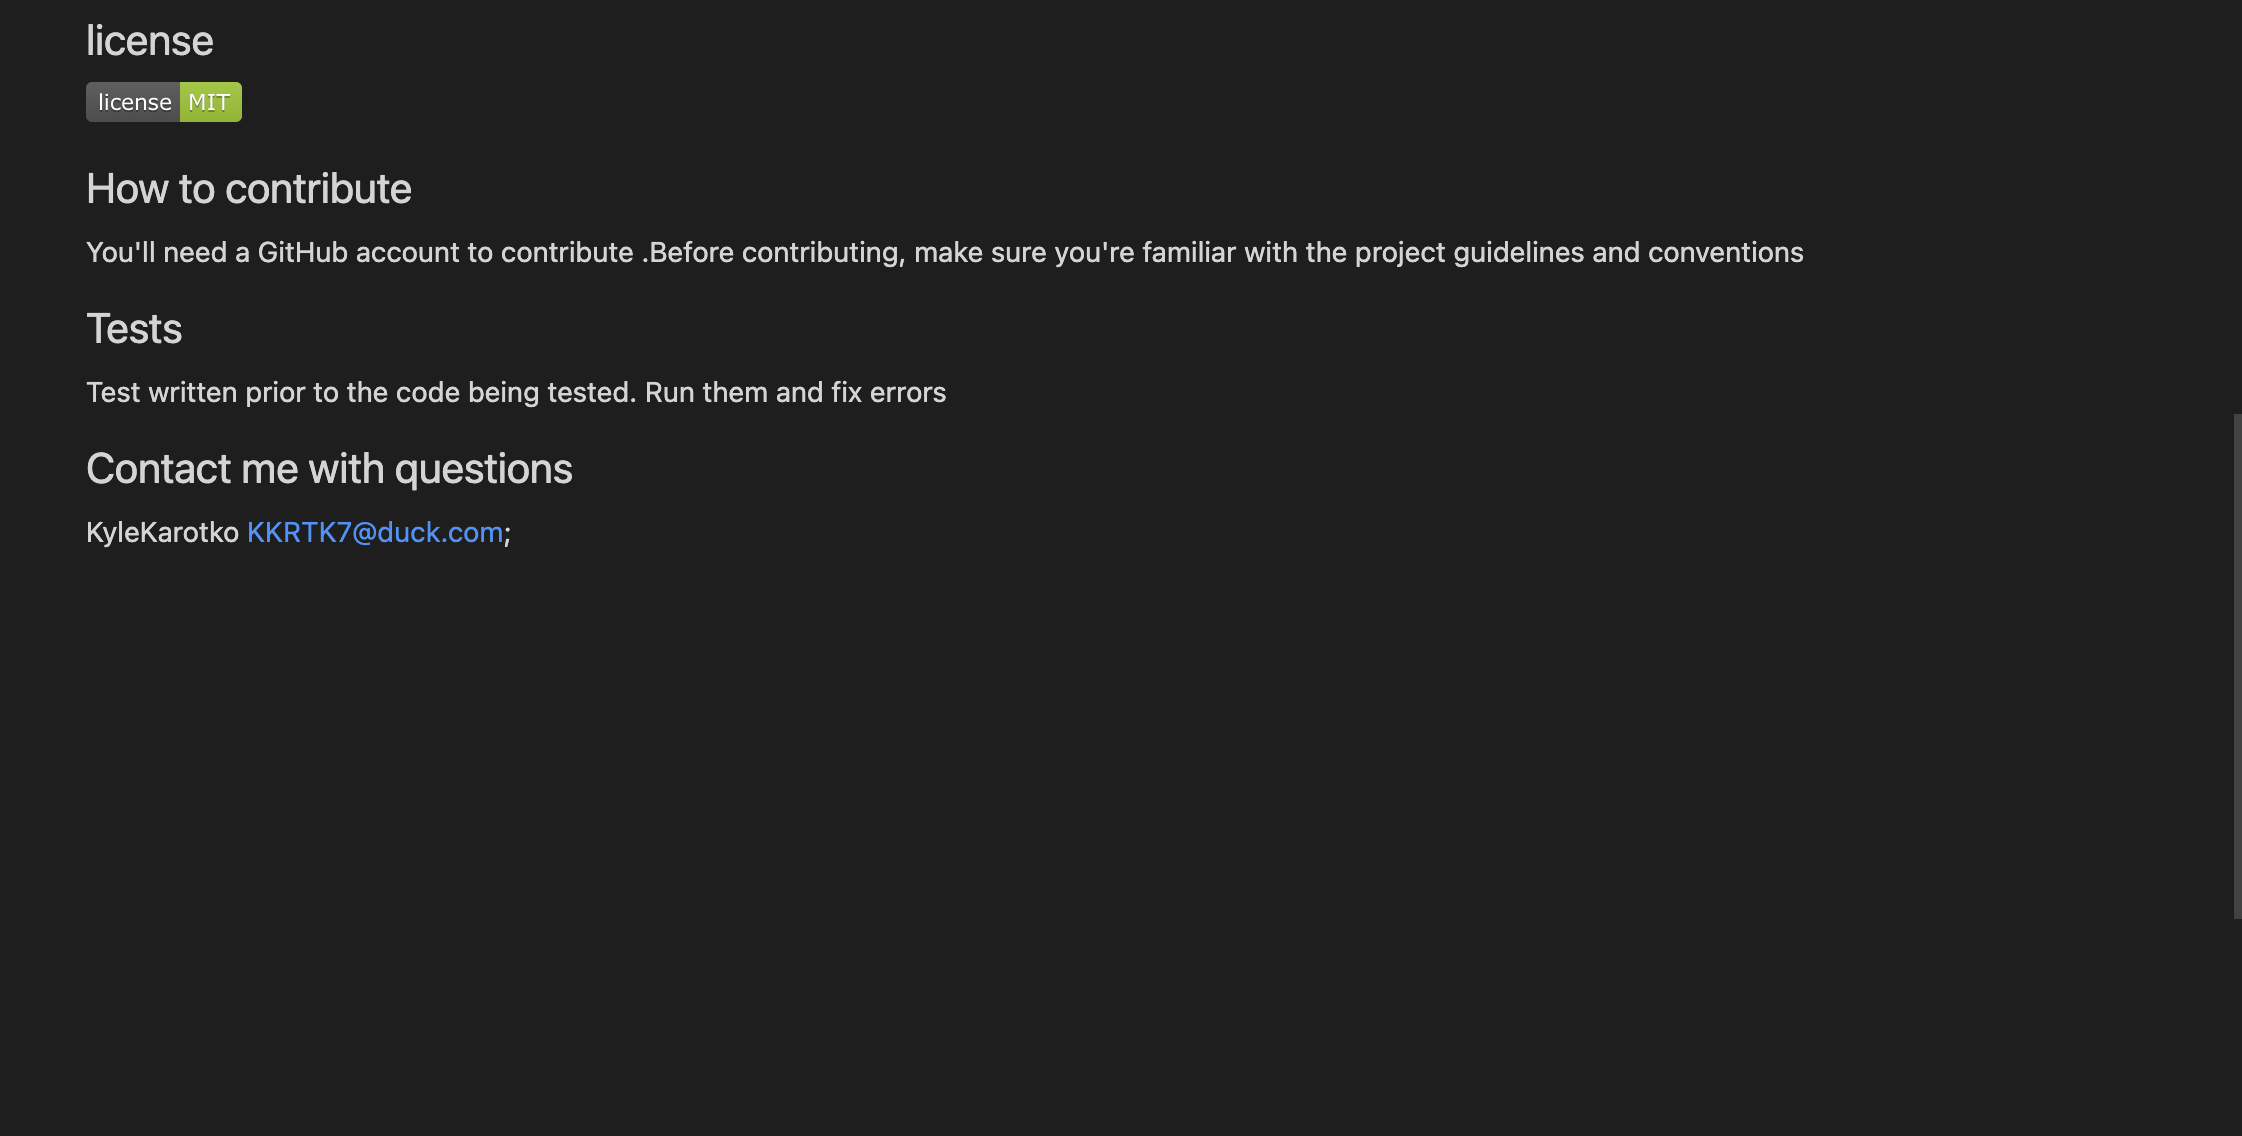 license
license MIT
How to contribute
You'll need a GitHub account to contribute .Before contributing, make sure you're familiar with the project guidelines and conventions
Tests
Test written prior to the code being tested. Run them and fix errors
Contact me with questions
KyleKarotko KKRTK7@duck.com;